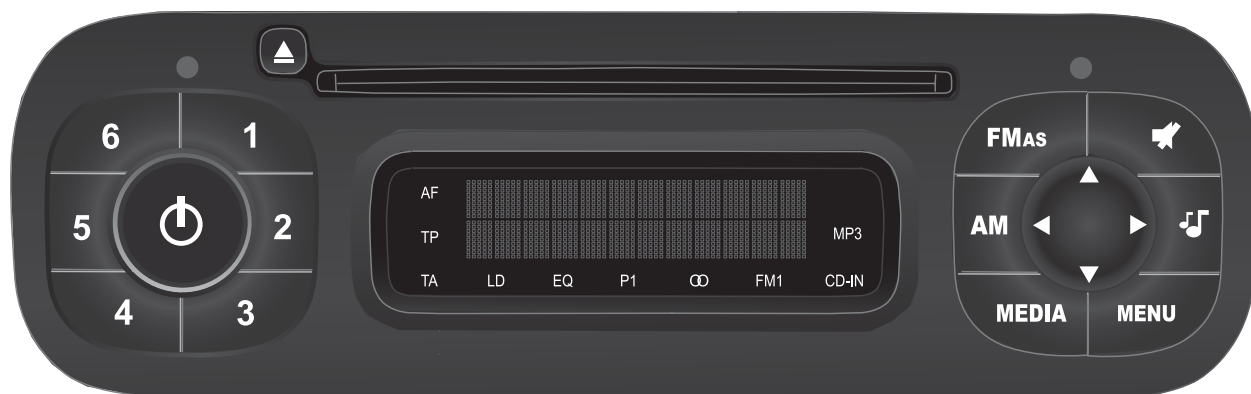 6 1
FMAS
5 2
AM
4 3
MEDIA MENU
AF
TP MP3
TA LD EQ P1 FM1 CD-IN